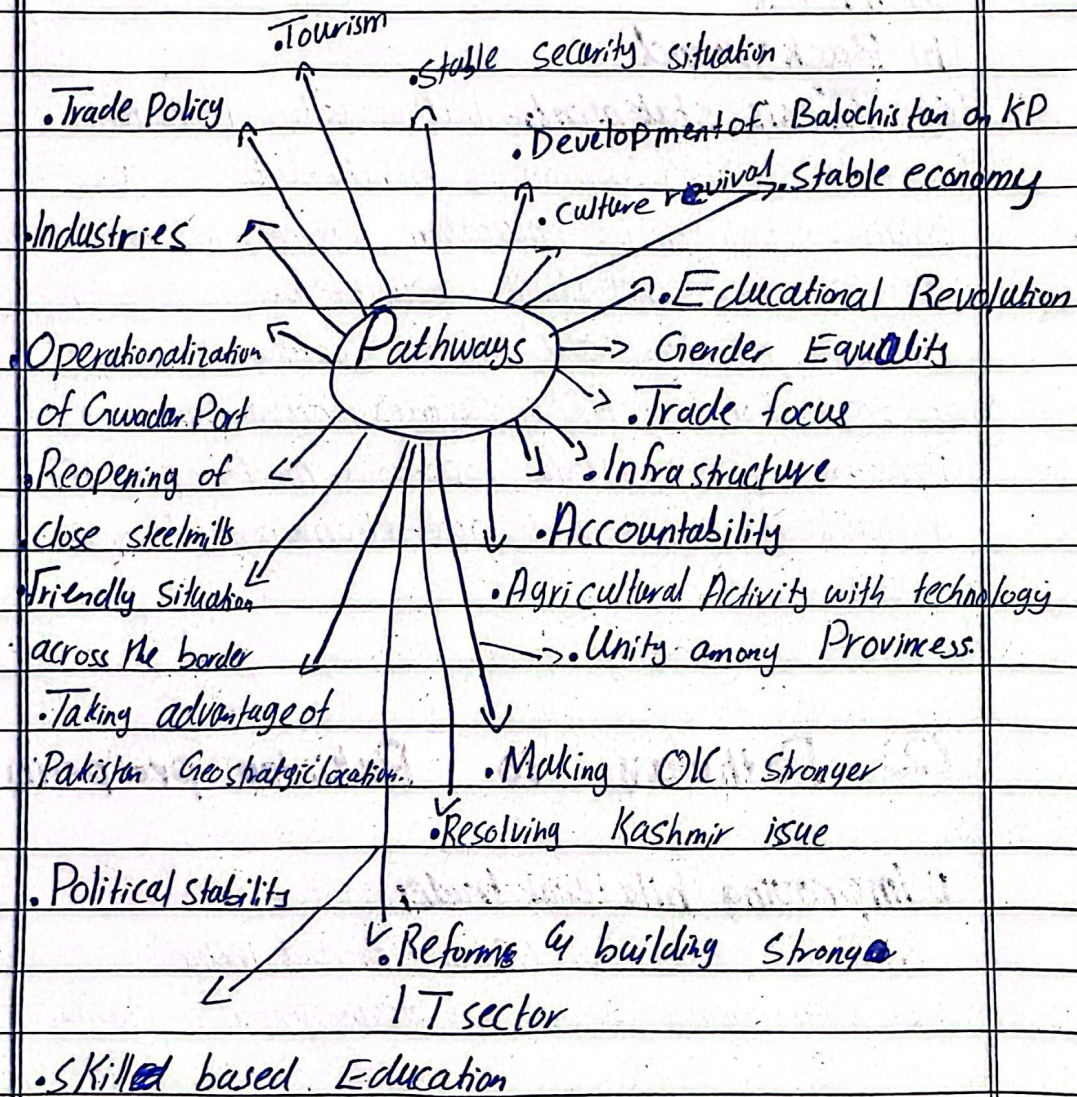 .Tourism
.Stable security situation
.Trade Policy
.Development of Balochistan on KP
.culture revival
.Stable economy
.Industries
.Educational Revolution
Pathways
Gender Equality
.Operationalization
of Gwadar Port
.Trade focus
.Reopening of
close steelmills
.Infrastructure
.Accountability
.Friendly situation
across the border
.Agricultural Activity with technology
.Unity among Provincess.
.Taking advantage of
Pakistan Geostratgic location.
.Making OIC Stronger
.Resolving Kashmir issue
.Political stability
.Reforms & building Strong
IT sector
.Skilled based Education